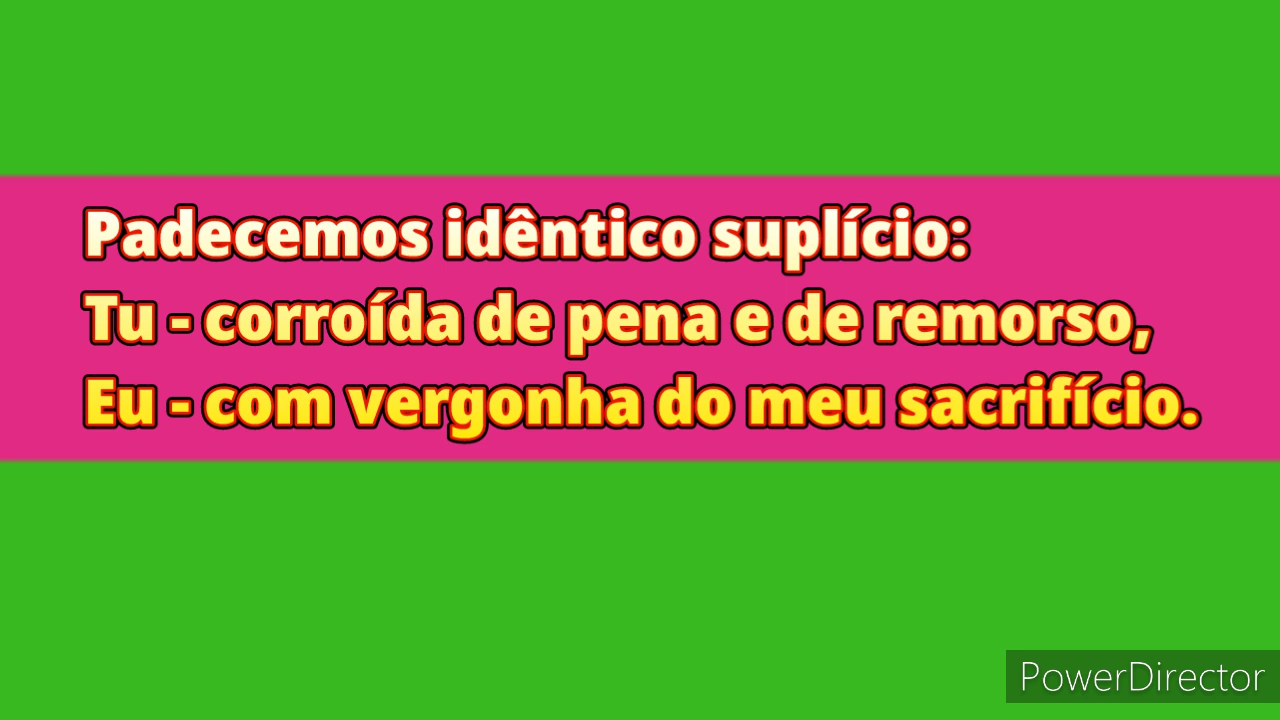 Padecemos idêntico suplício:
Tu - corroída de pena e de remorso,
Eu - com vergonha do meu sacrifício.
PowerDirector